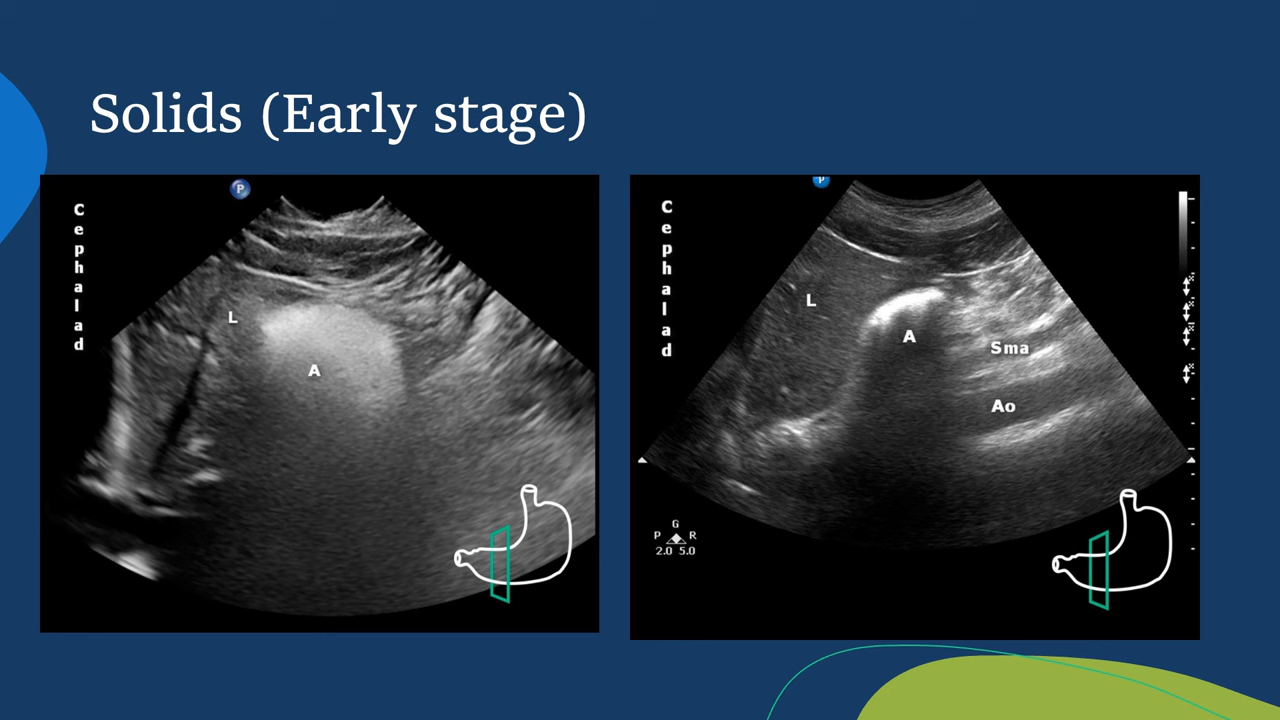 Solids (Early stage)
P
Cephalad
L
A
P
Cephalad
L
A
Sma
Ao
G
P R
2.0 5.0